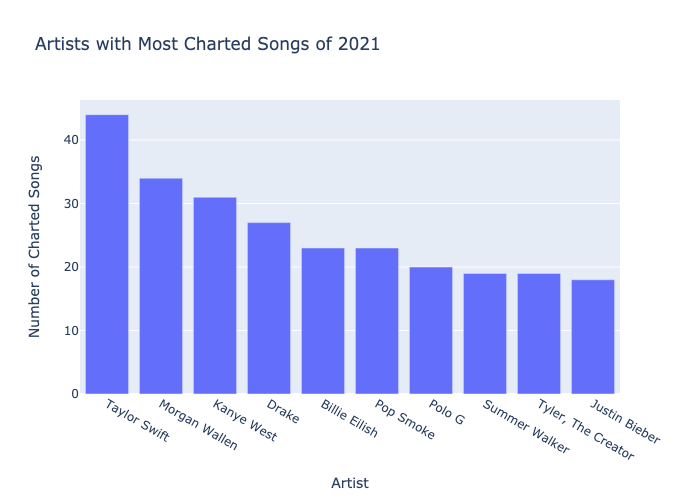 Artists with Most Charted Songs of 2021
Number of Charted Songs
40
30
20
10
0
Taylor Swift
Morgan Wallen
Kanye West
Drake
Billie Eilish
Pop Smoke
Polo G
Summer Walker
Tyler, The Creator
Justin Bieber
Artist